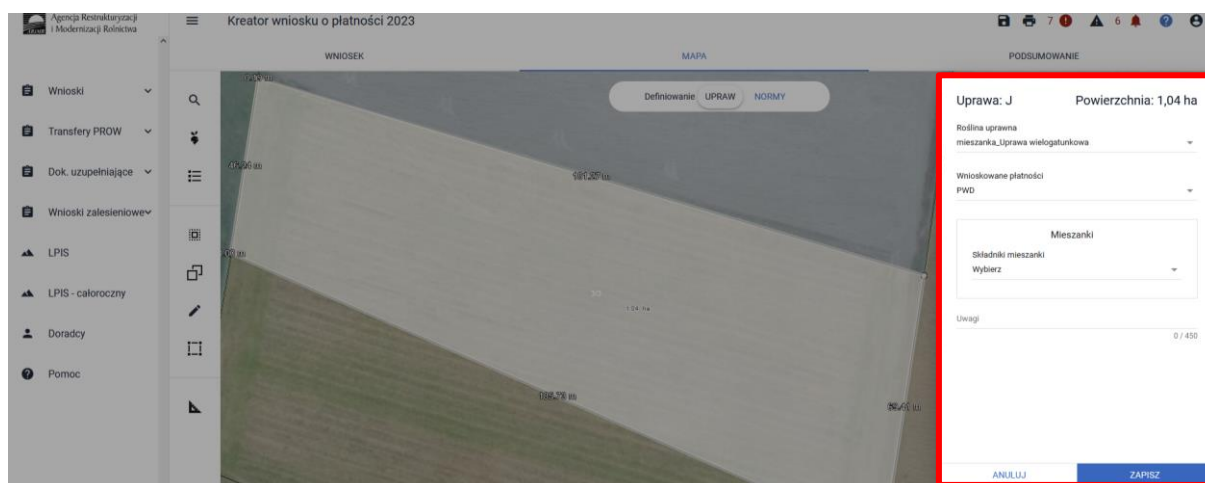 Agencja Restrukturyzacji
i Modernizacji Rolnictwa
Kreator wniosku o płatności 2023
7
6
WNIOSEK
MAPA
PODSUMOWANIE
Wnioski
Transfery PROW
Dok. uzupełniające
Wnioski zalesieniowe
LPIS
LPIS - całoroczny
Doradcy
Pomoc
Definiowanie UPRAW NORMY
1,04 ha
Uprawa: J Powierzchnia: 1,04 ha
Roślina uprawna
mieszanka_Uprawa wielogatunkowa
Wnioskowane płatności
PWD
Mieszanki
Składniki mieszanki
Wybierz
Uwagi
0 / 450
ANULUJ ZAPISZ